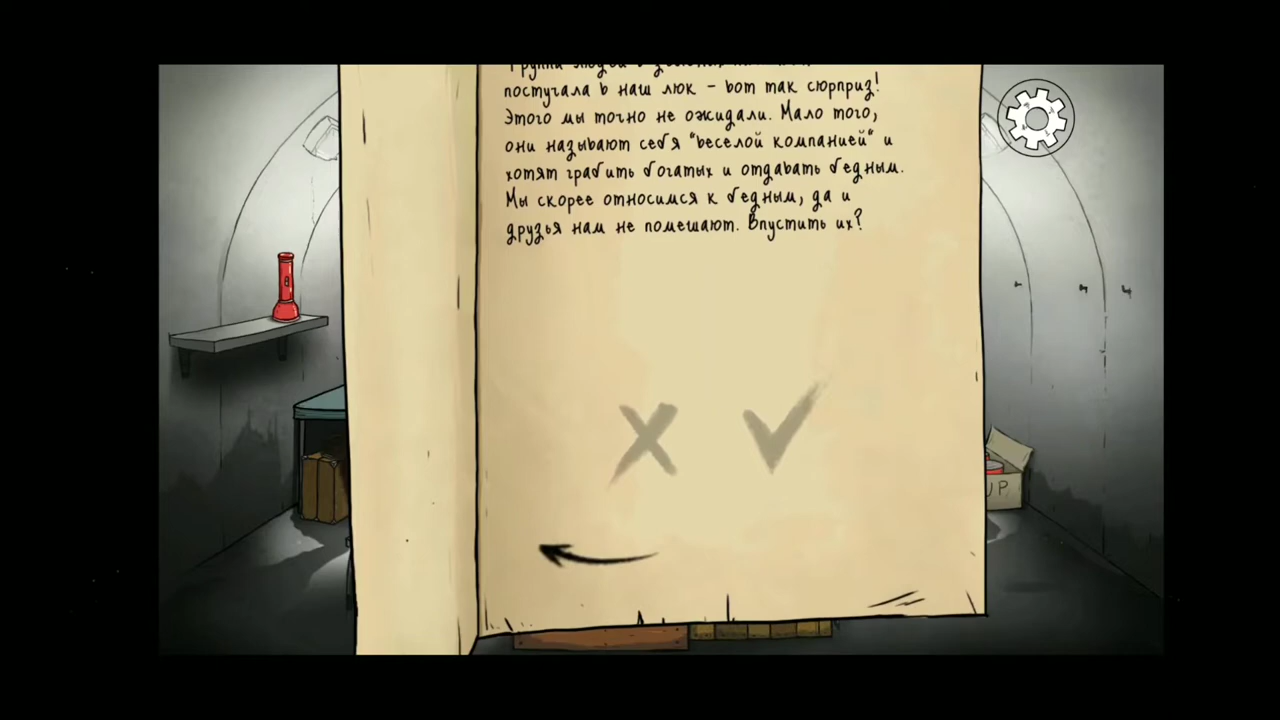 постучала в наш люк - вот так сюрприз!
Этого мы точно не ожидали. Мало того,
они называют себя "веселой компанией" и
хотят грабить богатых и отдавать бедным.
Мы скорее относимся к бедным, да и
друзья нам не помешают. Впустить их?
UP